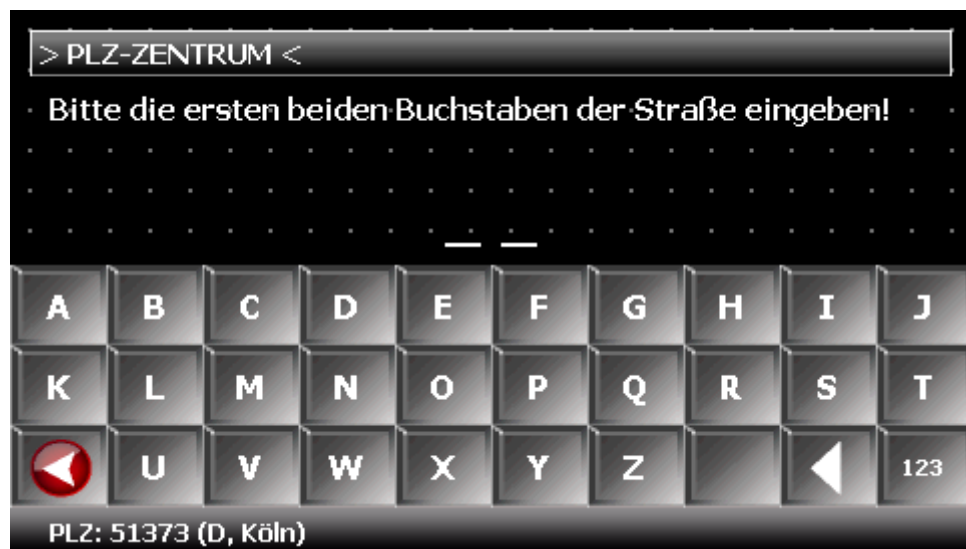 > PLZ-ZENTRUM <
Bitte die ersten beiden Buchstaben der Straße eingeben!
_ _
A B C D E F G H I J
K L M N O P Q R S T
U V W X Y Z 123
PLZ: 51373 (D, Köln)